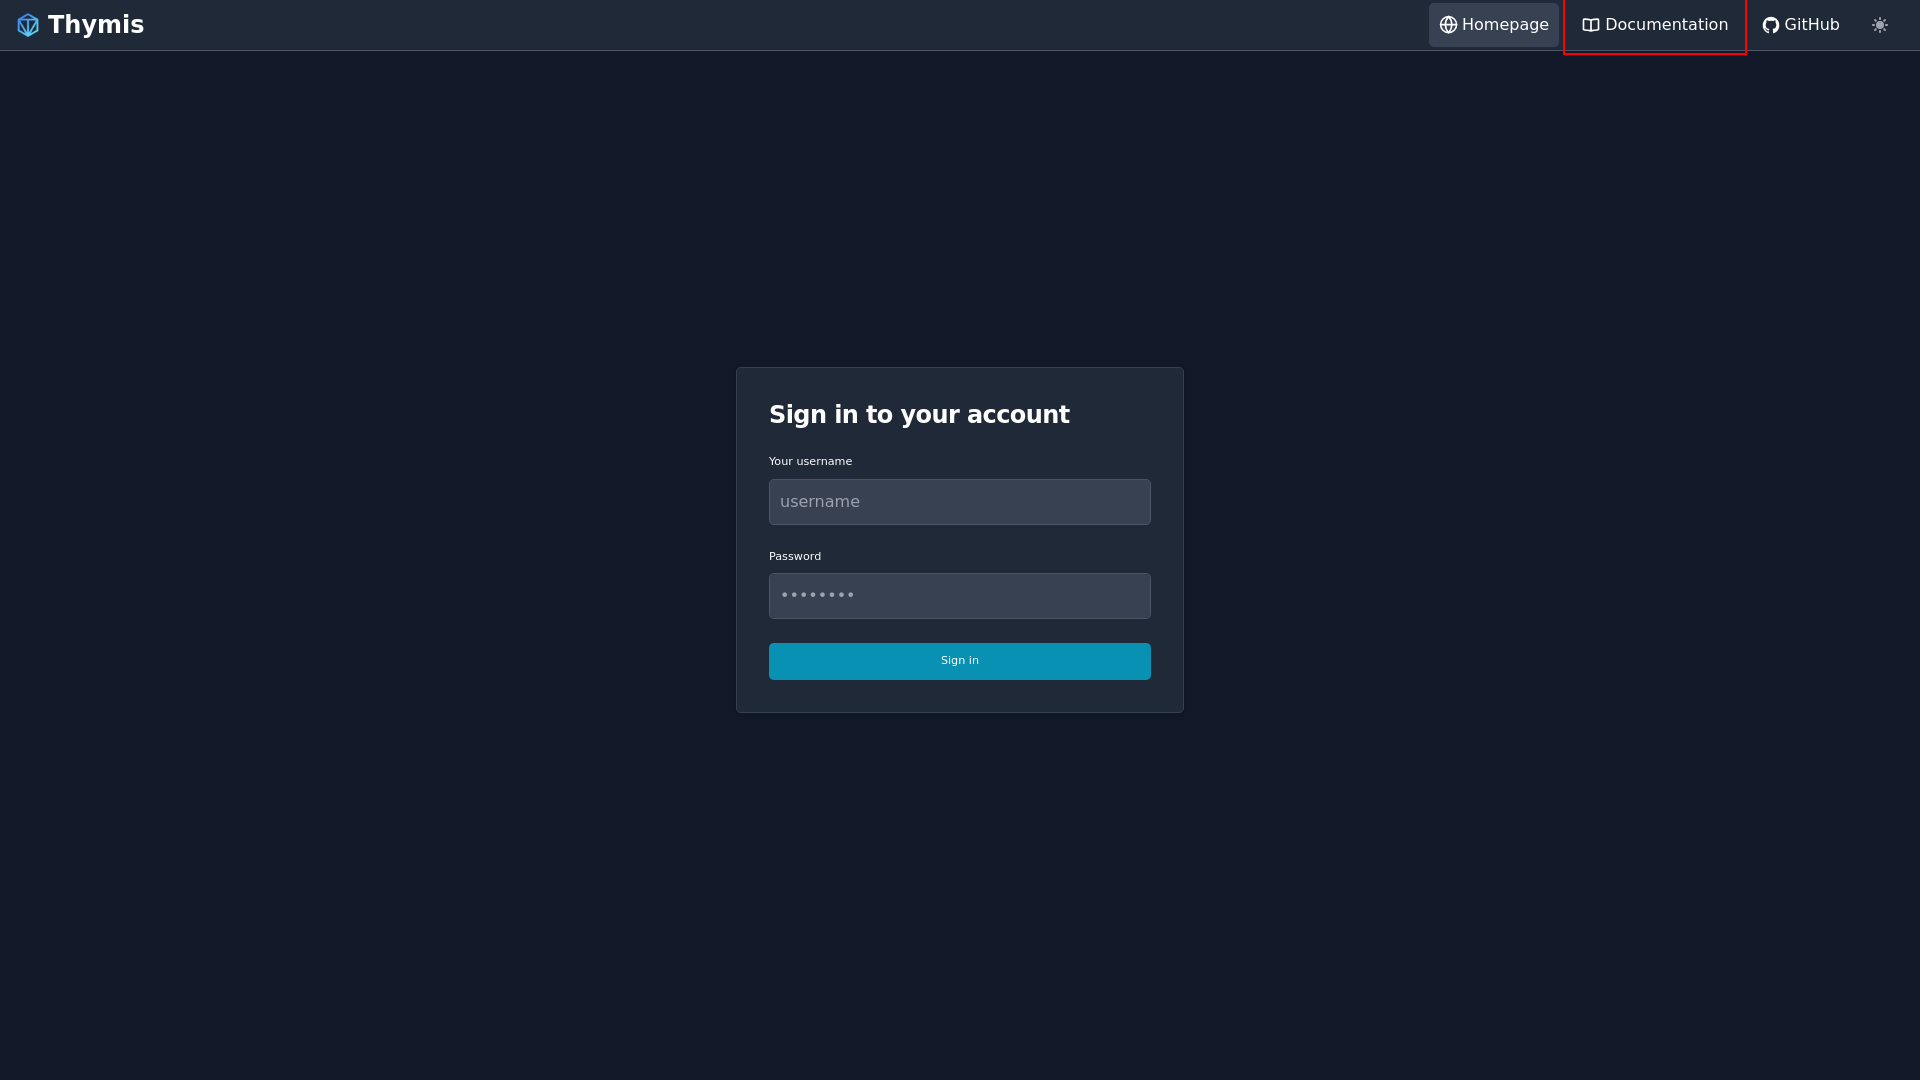 Thymis
Homepage
Documentation
GitHub
Sign in to your account
Your username
username
Password
••••••••
Sign in